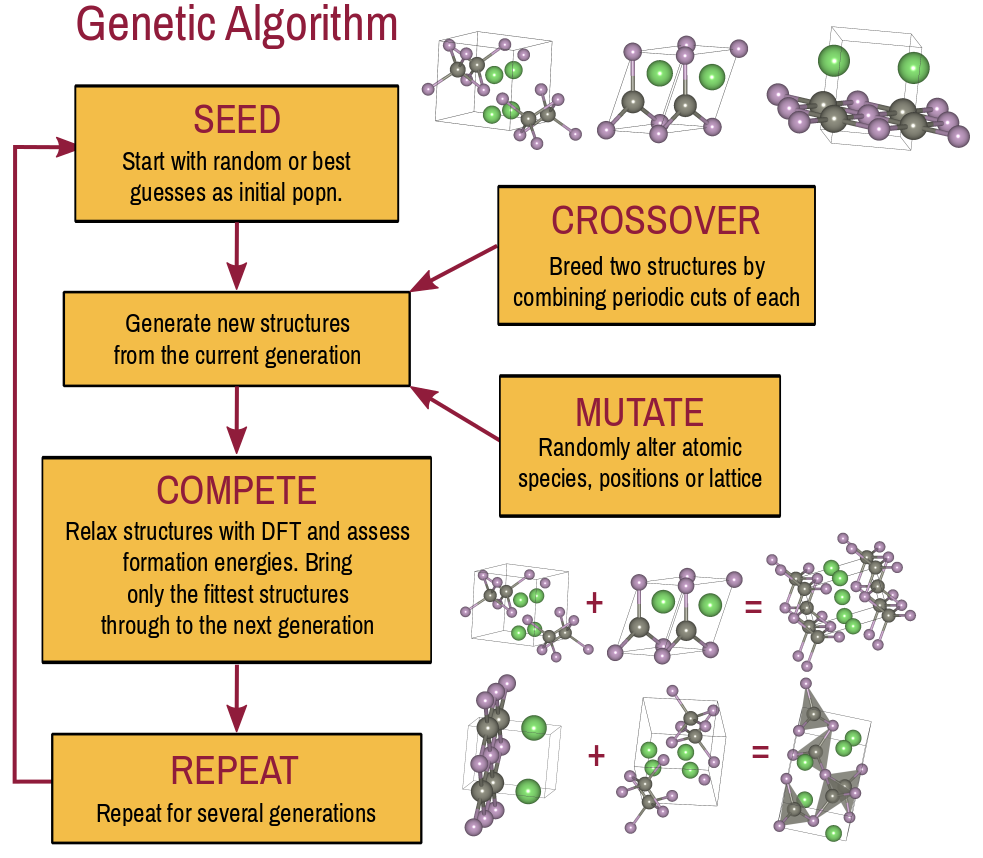 Genetic Algorithm
SEED
Start with random or best
guesses as initial popn.
CROSSOVER
Breed two structures by
combining periodic cuts of each
Generate new structures
from the current generation
MUTATE
Randomly alter atomic
species, positions or lattice
COMPETE
Relax structures with DFT and assess
formation energies. Bring
only the fittest structures
through to the next generation
+ =
+ =
REPEAT
Repeat for several generations